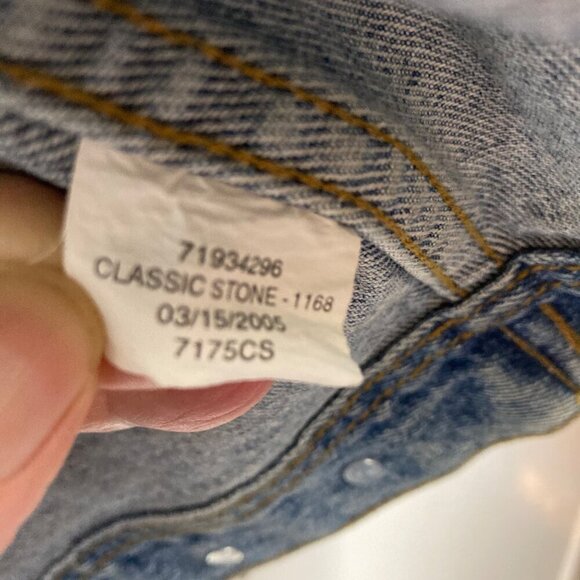 71934296
CLASSIC STONE - 1168
03/15/2005
7175CS